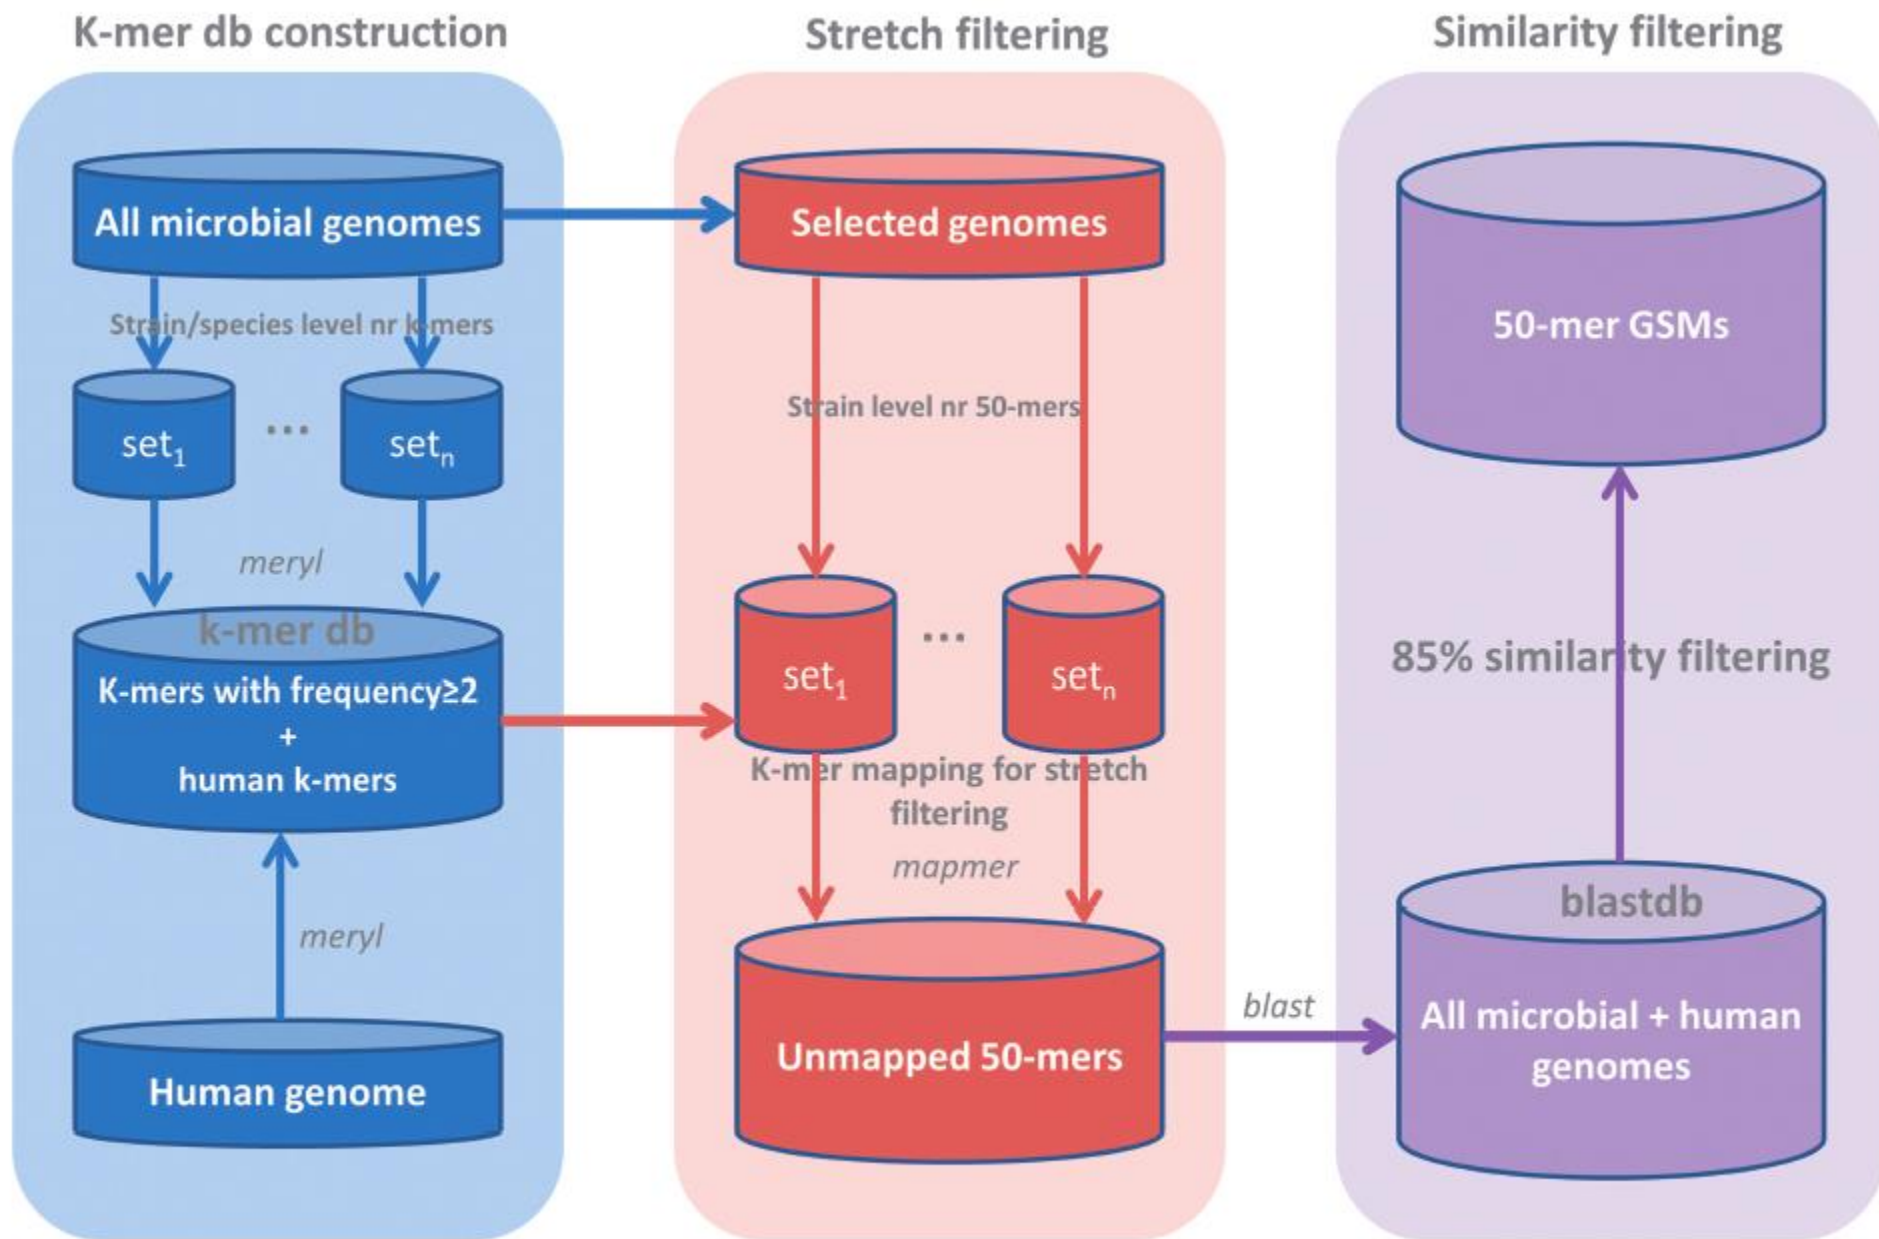 K-mer db construction
All microbial genomes
Strain/species level nr k-mers
set1
...
setn
meryl
k-mer db
K-mers with frequency≥2
+
human k-mers
meryl
Human genome
Stretch filtering
Selected genomes
Strain level nr 50-mers
set1
...
setn
K-mer mapping for stretch
filtering
mapmer
Unmapped 50-mers
blast
Similarity filtering
50-mer GSMs
85% similarity filtering
blastdb
All microbial + human
genomes